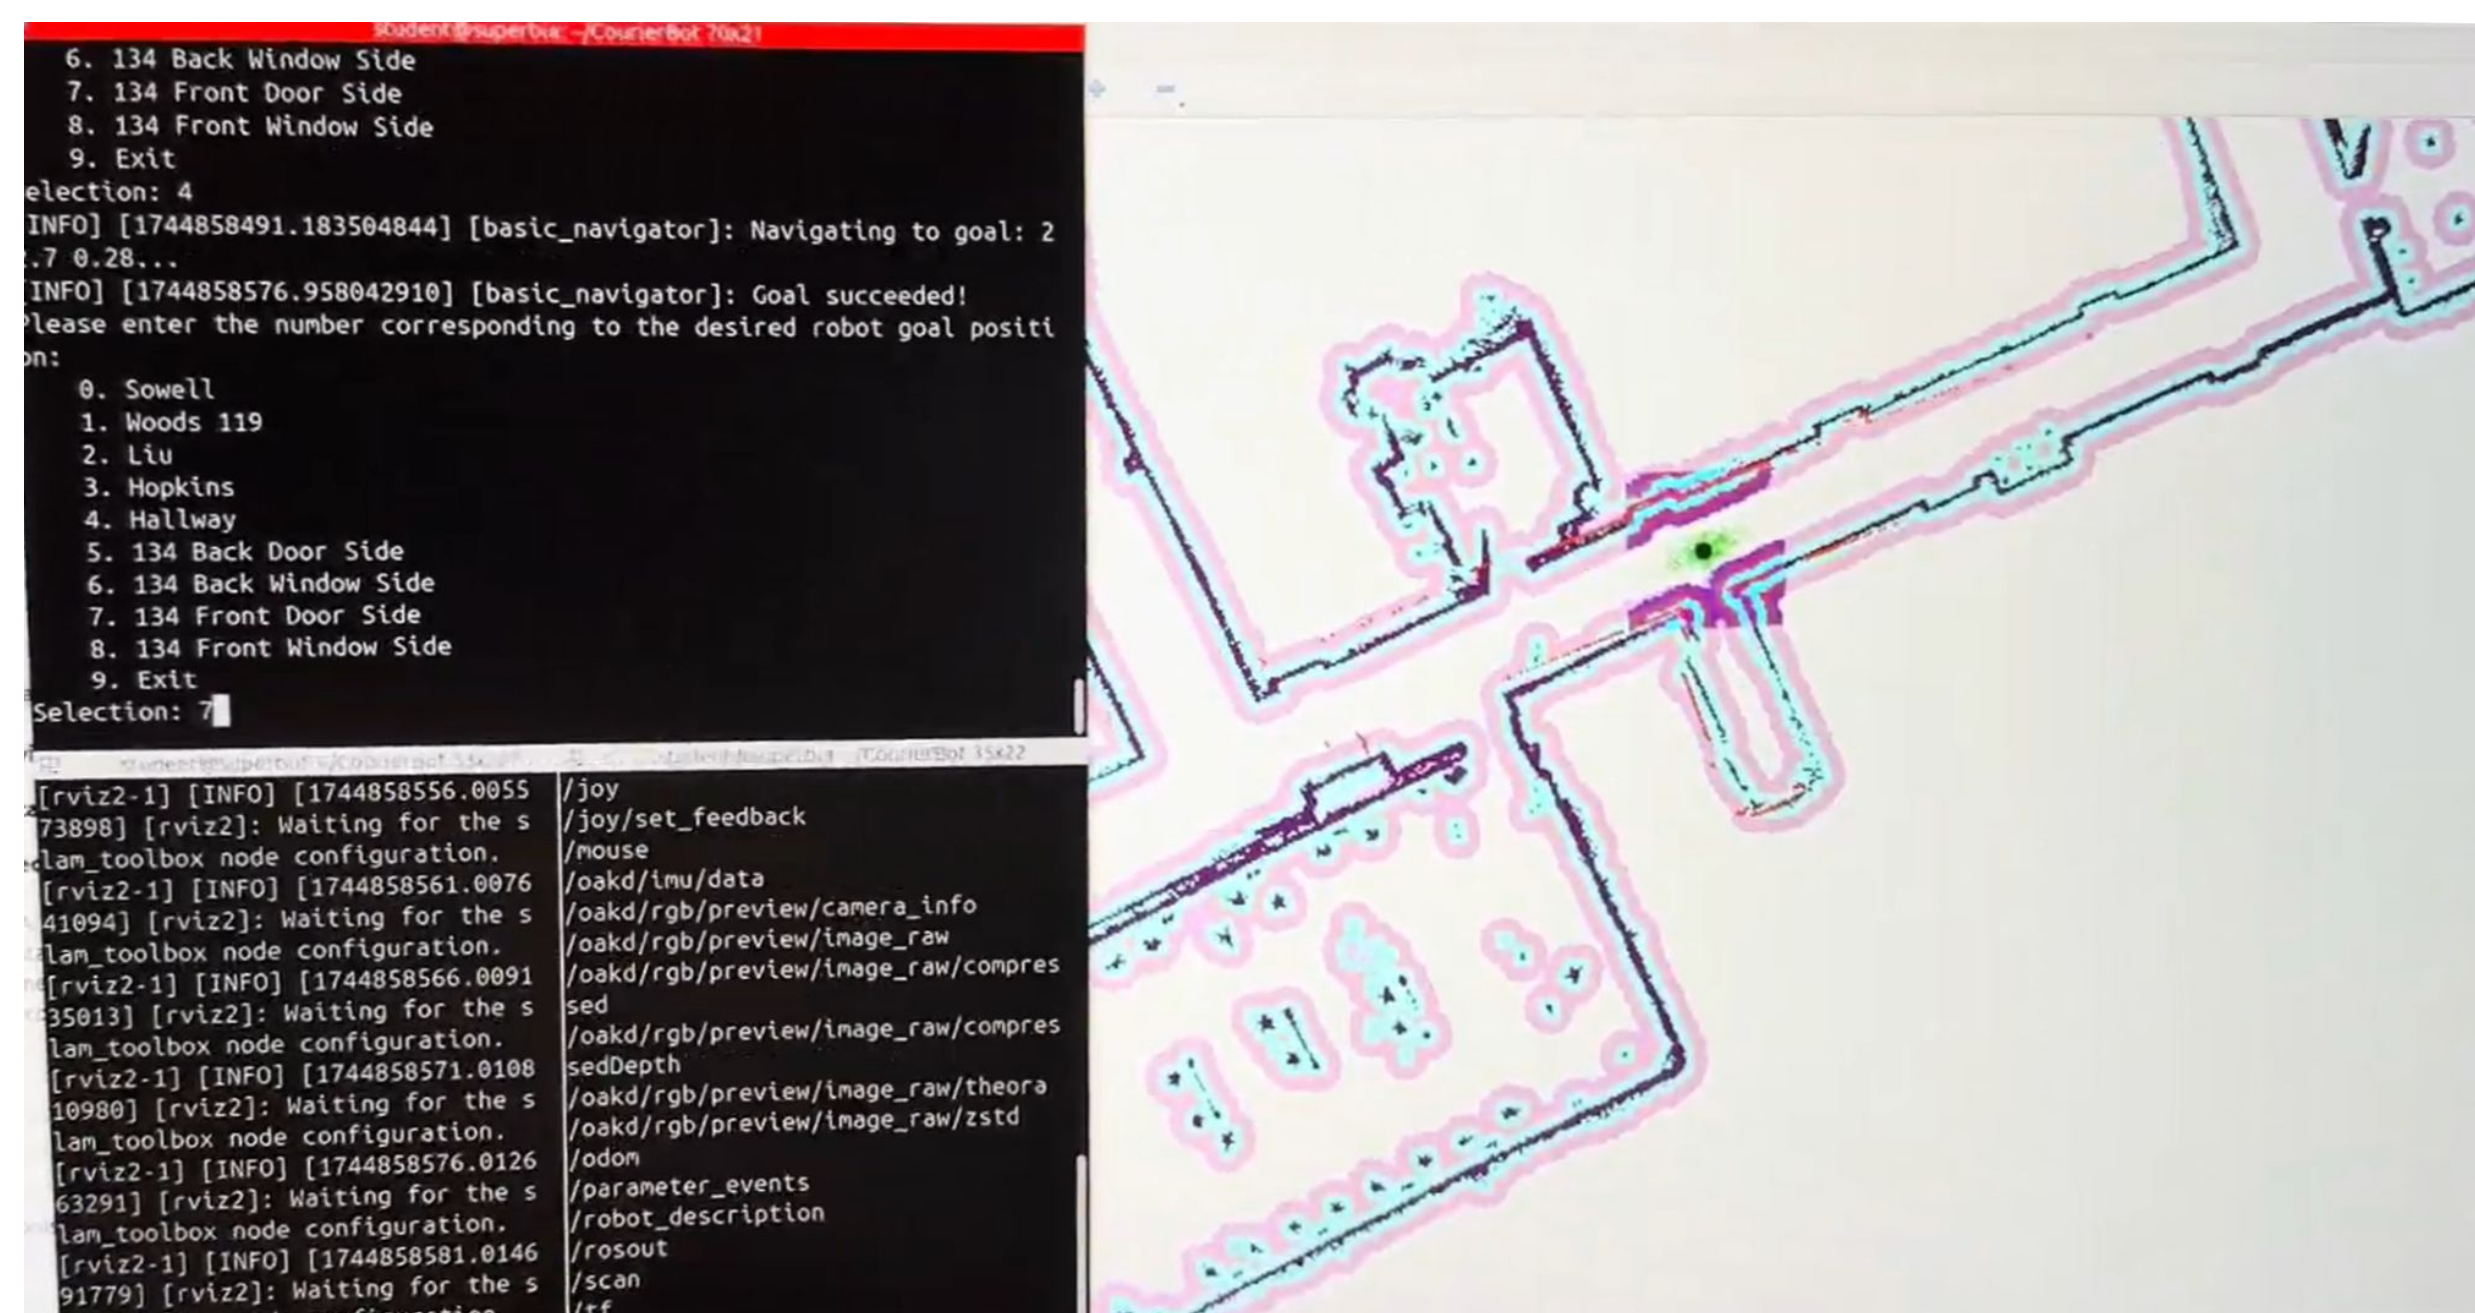 student@superbur: ~/CourierBot 70x21
6. 134 Back Window Side
7. 134 Front Door Side
8. 134 Front Window Side
9. Exit
election: 4
INFO] [1744858491.183504844] [basic_navigator]: Navigating to goal: 2
.7 0.28...
INFO] [1744858576.958042910] [basic_navigator]: Goal succeeded!
Please enter the number corresponding to the desired robot goal positi
on:
0. Sowell
1. Woods 119
2. Liu
3. Hopkins
4. Hallway
5. 134 Back Door Side
6. 134 Back Window Side
7. 134 Front Door Side
8. 134 Front Window Side
9. Exit
Selection: 7
/CourierBot 35x22
[rviz2-1] [INFO] [1744858556.0055
73898] [rviz2]: Waiting for the s
lam_toolbox node configuration.
[rviz2-1] [INFO] [1744858561.0076
41094] [rviz2]: Waiting for the s
lam_toolbox node configuration.
[rviz2-1] [INFO] [1744858566.0091
35013] [rviz2]: Waiting for the s
lam_toolbox node configuration.
[rviz2-1] [INFO] [1744858571.0108
10980] [rviz2]: Waiting for the s
lam_toolbox node configuration.
[rviz2-1] [INFO] [1744858576.0126
63291] [rviz2]: Waiting for the s
lam_toolbox node configuration.
[rviz2-1] [INFO] [1744858581.0146
91779] [rviz2]: Waiting for the s
/joy
/joy/set_feedback
/mouse
/oakd/imu/data
/oakd/rgb/preview/camera_info
/oakd/rgb/preview/image_raw
/oakd/rgb/preview/image_raw/compres
sed
/oakd/rgb/preview/image_raw/compres
sedDepth
/oakd/rgb/preview/image_raw/theora
/oakd/rgb/preview/image_raw/zstd
/odom
/parameter_events
/robot_description
/rosout
/scan
/tf